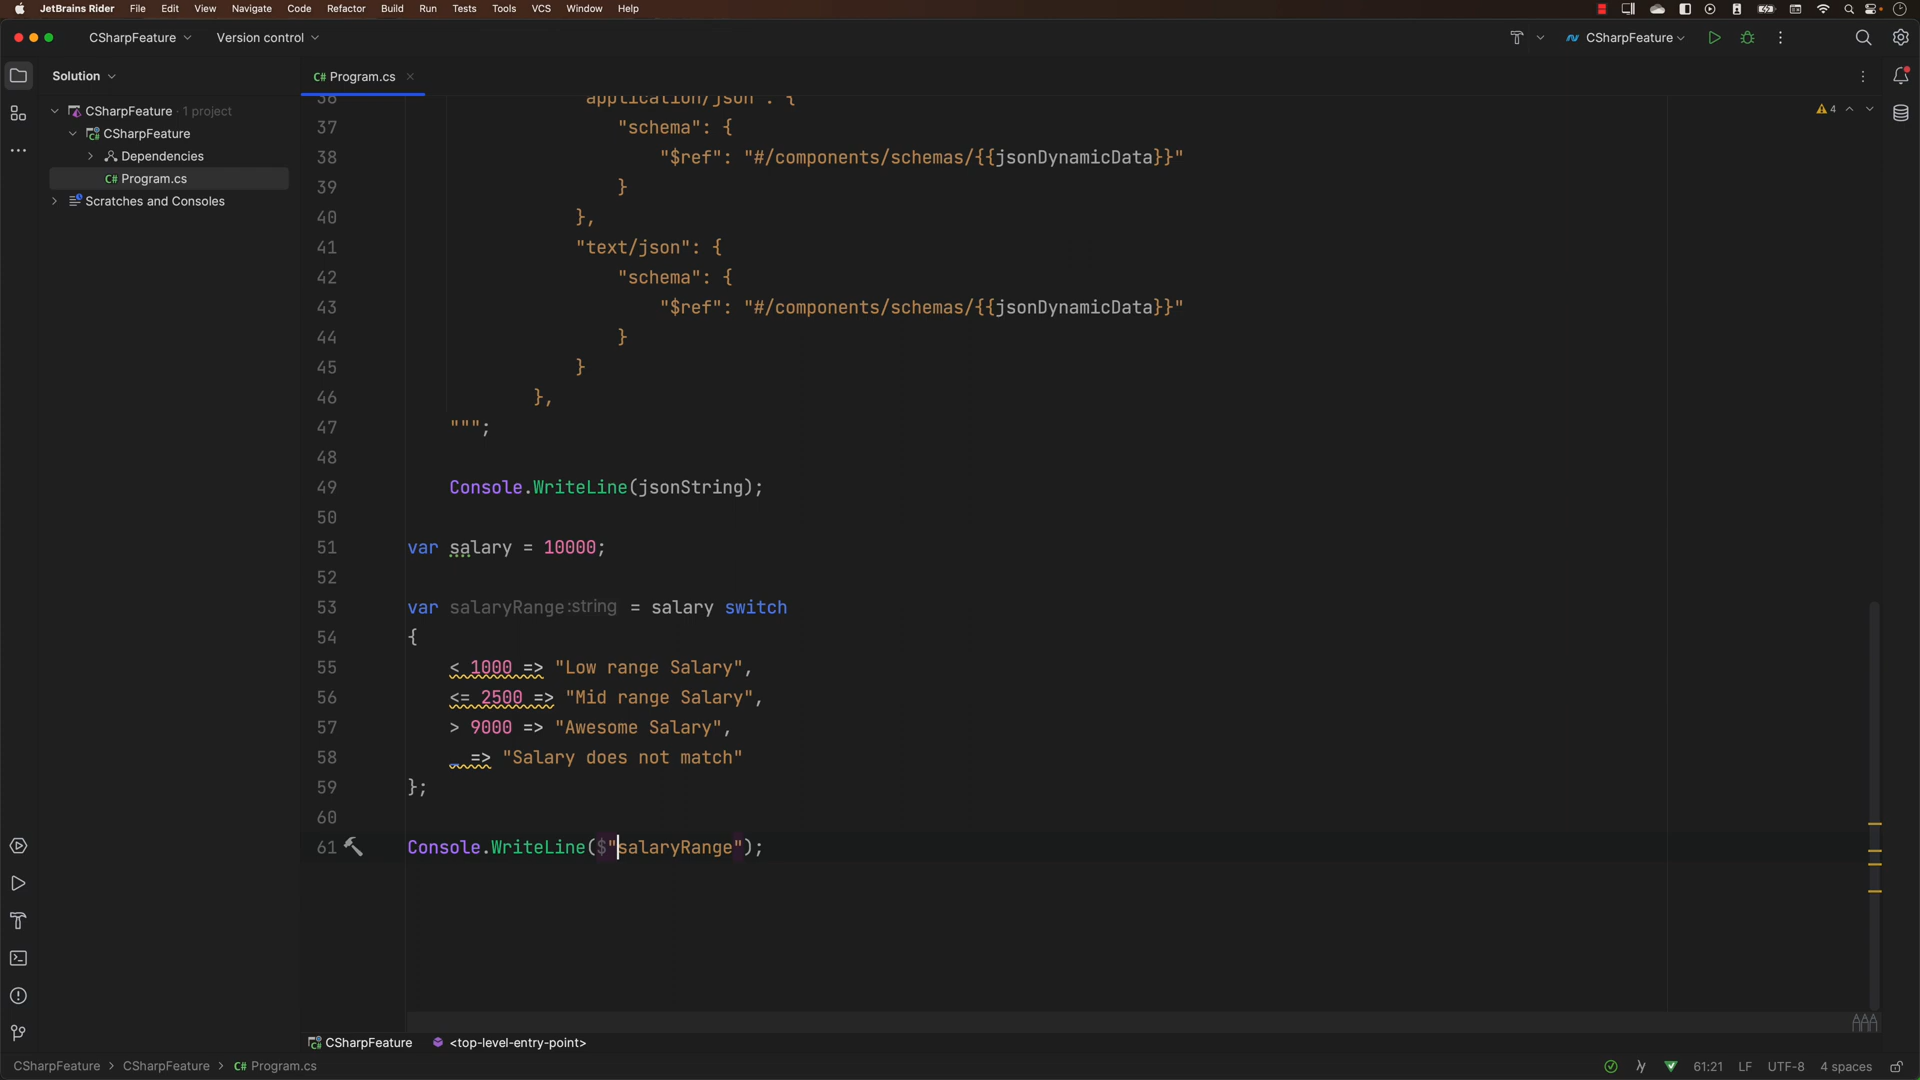 JetBrains Rider File Edit View Navigate Code Refactor Build Run Tests Tools VCS Window Help
CSharpFeature Version control CSharpFeature
Solution
C# Program.cs
CSharpFeature · 1 project
CSharpFeature
Dependencies
C# Program.cs
Scratches and Consoles
4
36 application/json": {
37 "schema": {
38 "$ref": "#/components/schemas/{{jsonDynamicData}}"
39 }
40 },
41 "text/json": {
42 "schema": {
43 "$ref": "#/components/schemas/{{jsonDynamicData}}"
44 }
45 }
46 },
47 """;
48
49 Console.WriteLine(jsonString);
50
51 var salary = 10000;
52
53 var salaryRange:string = salary switch
54 {
55 < 1000 => "Low range Salary",
56 <= 2500 => "Mid range Salary",
57 > 9000 => "Awesome Salary",
58 _ => "Salary does not match"
59 };
60
61 Console.WriteLine($"salaryRange");
CSharpFeature <top-level-entry-point>
CSharpFeature > CSharpFeature > C# Program.cs 61:21 LF UTF-8 4 spaces